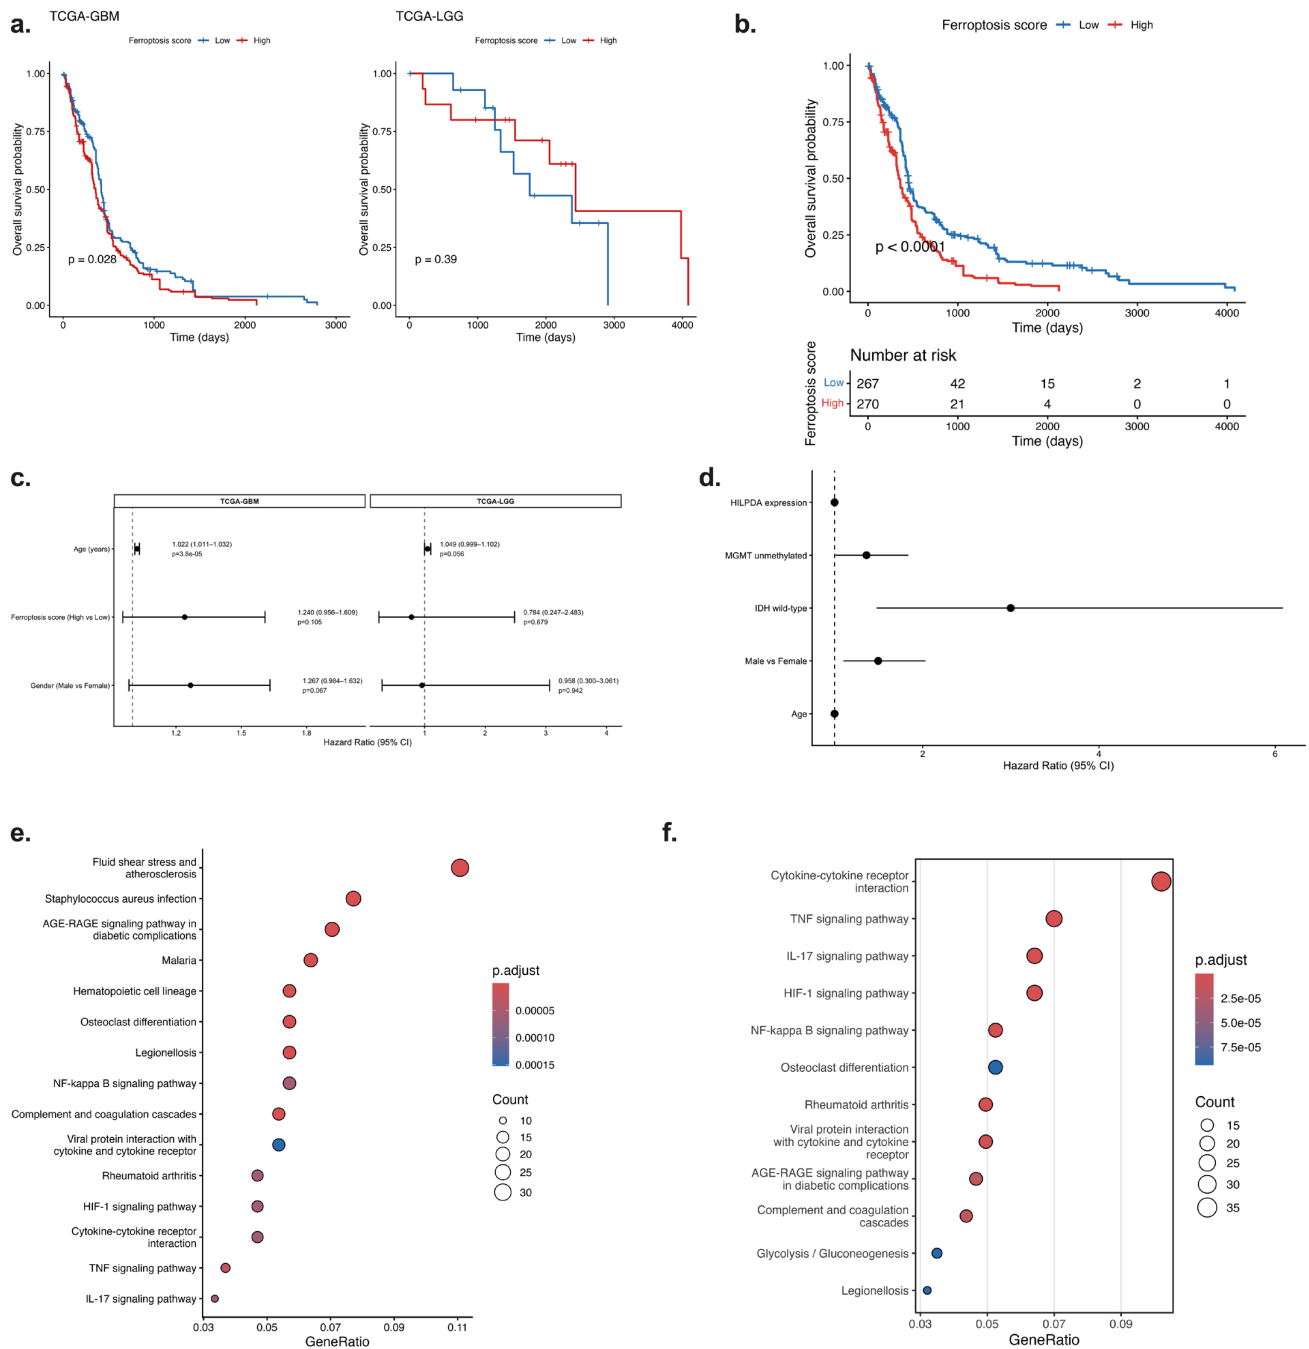 a.
TCGA-GBM
Ferroptosis score Low High
Overall survival probability
1.00
0.75
0.50
0.25
0.00
p = 0.028
0 1000 2000 3000
Time (days)
TCGA-LGG
Ferroptosis score Low High
Overall survival probability
1.00
0.75
0.50
0.25
0.00
p = 0.39
0 1000 2000 3000 4000
Time (days)
b.
Ferroptosis score Low High
Overall survival probability
1.00
0.75
0.50
0.25
0.00
p < 0.0001
0 1000 2000 3000 4000
Time (days)
Number at risk
Ferroptosis score
Low 267 42 15 2 1
High 270 21 4 0 0
0 1000 2000 3000 4000
Time (days)
c.
TCGA-GBM TCGA-LGG
Age (years)
1.022 (1.011–1.032)
p=3.8e-05
1.049 (0.999–1.102)
p=0.056
Ferroptosis score (High vs Low)
1.240 (0.956–1.609)
p=0.105
0.784 (0.247–2.483)
p=0.679
Gender (Male vs Female)
1.267 (0.984–1.632)
p=0.067
0.958 (0.300–3.061)
p=0.942
1.2 1.5 1.8 1 2 3 4
Hazard Ratio (95% CI)
d.
HILPDA expression
MGMT unmethylated
IDH wild-type
Male vs Female
Age
2 4 6
Hazard Ratio (95% CI)
e.
Fluid shear stress and
atherosclerosis
Staphylococcus aureus infection
AGE-RAGE signaling pathway in
diabetic complications
Malaria
Hematopoietic cell lineage
Osteoclast differentiation
Legionellosis
NF-kappa B signaling pathway
Complement and coagulation cascades
Viral protein interaction with
cytokine and cytokine receptor
Rheumatoid arthritis
HIF-1 signaling pathway
Cytokine-cytokine receptor
interaction
TNF signaling pathway
IL-17 signaling pathway
0.03 0.05 0.07 0.09 0.11
GeneRatio
p.adjust
0.00005
0.00010
0.00015
Count
10
15
20
25
30
f.
Cytokine-cytokine receptor
interaction
TNF signaling pathway
IL-17 signaling pathway
HIF-1 signaling pathway
NF-kappa B signaling pathway
Osteoclast differentiation
Rheumatoid arthritis
Viral protein interaction
with cytokine and cytokine
receptor
AGE-RAGE signaling pathway
in diabetic complications
Complement and coagulation
cascades
Glycolysis / Gluconeogenesis
Legionellosis
0.03 0.05 0.07 0.09
GeneRatio
p.adjust
2.5e-05
5.0e-05
7.5e-05
Count
15
20
25
30
35